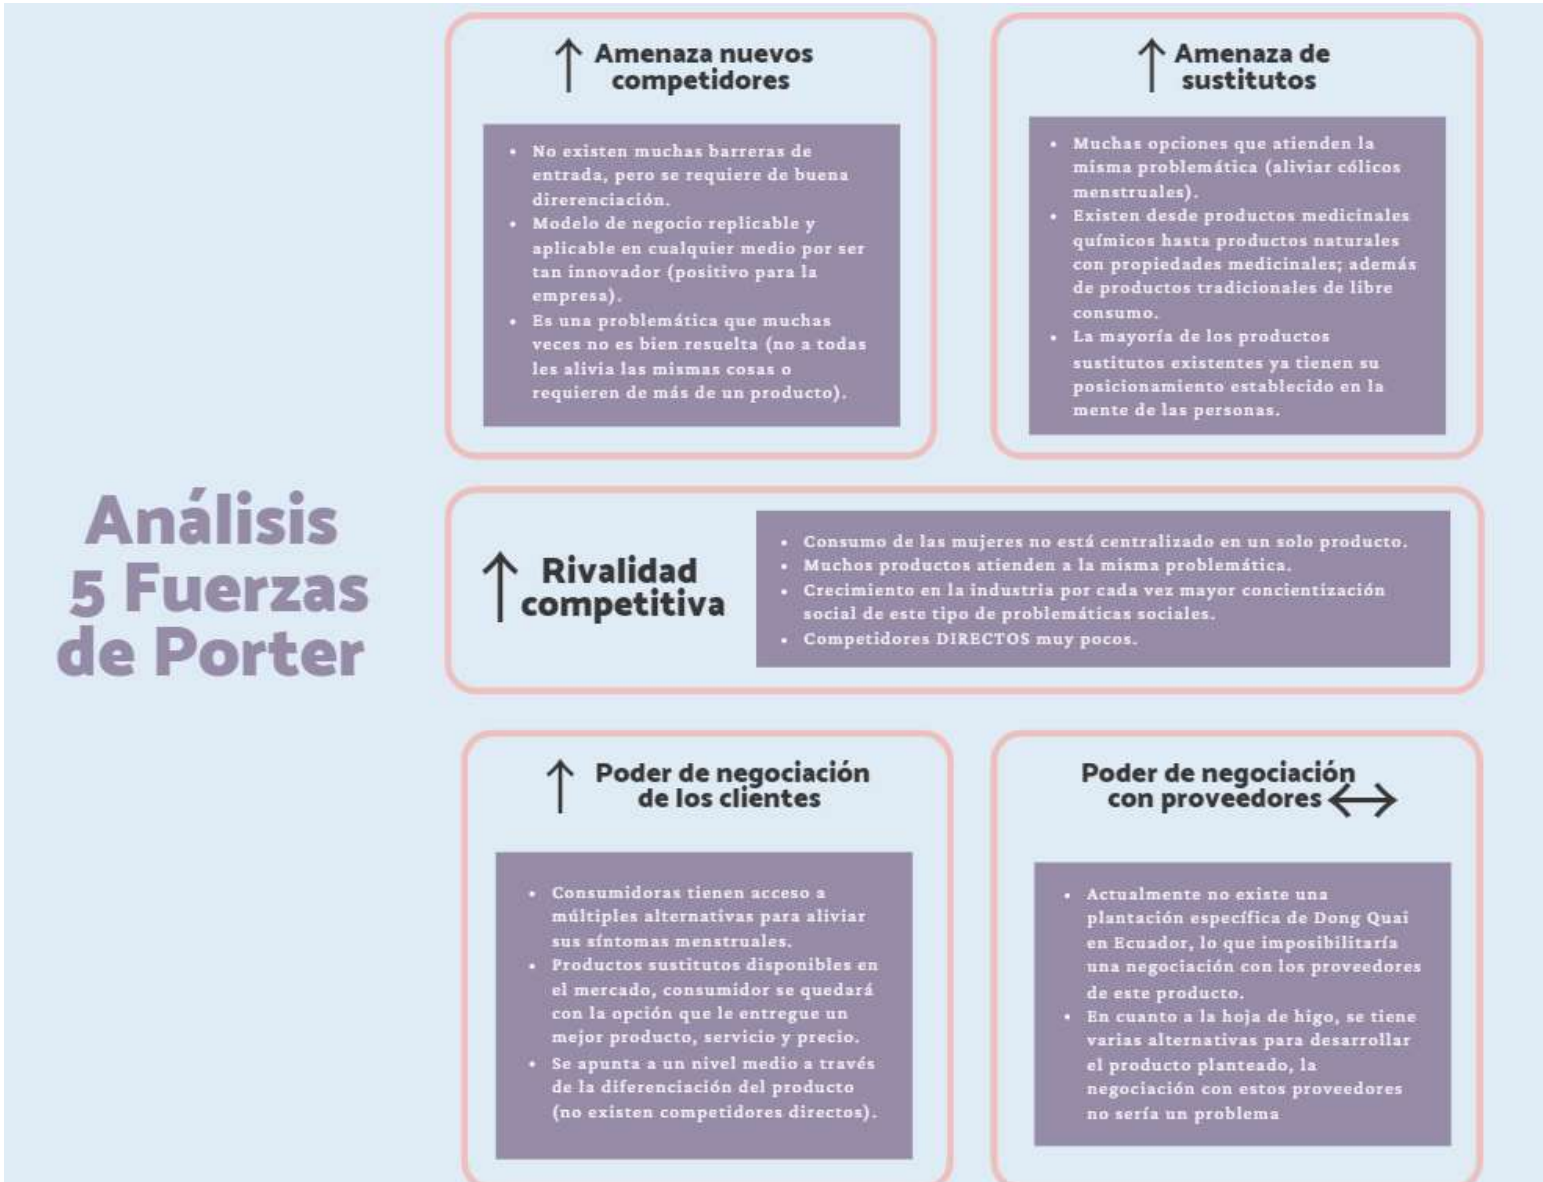 Análisis
5 Fuerzas
de Porter
Amenaza nuevos
competidores
• No existen muchas barreras de
entrada, pero se requiere de buena
direrenciación.
• Modelo de negocio replicable y
aplicable en cualquier medio por ser
tan innovador (positivo para la
empresa).
• Es una problemática que muchas
veces no es bien resuelta (no a todas
les alivia las mismas cosas o
requieren de más de un producto).
Amenaza de
sustitutos
• Muchas opciones que atienden la
misma problemática (aliviar cólicos
menstruales).
• Existen desde productos medicinales
químicos hasta productos naturales
con propiedades medicinales; además
de productos tradicionales de libre
consumo.
• La mayoría de los productos
sustitutos existentes ya tienen su
posicionamiento establecido en la
mente de las personas.
Rivalidad
competitiva
• Consumo de las mujeres no está centralizado en un solo producto.
• Muchos productos atienden a la misma problemática.
• Crecimiento en la industria por cada vez mayor concientización
social de este tipo de problemáticas sociales.
• Competidores DIRECTOS muy pocos.
Poder de negociación
de los clientes
• Consumidoras tienen acceso a
múltiples alternativas para aliviar
sus síntomas menstruales.
• Productos sustitutos disponibles en
el mercado, consumidor se quedará
con la opción que le entregue un
mejor producto, servicio y precio.
• Se apunta a un nivel medio a través
de la diferenciación del producto
(no existen competidores directos).
Poder de negociación
con proveedores
• Actualmente no existe una
plantación específica de Dong Quai
en Ecuador, lo que imposibilitaría
una negociación con los proveedores
de este producto.
• En cuanto a la hoja de higo, se tiene
varias alternativas para desarrollar
el producto planteado, la
negociación con estos proveedores
no sería un problema